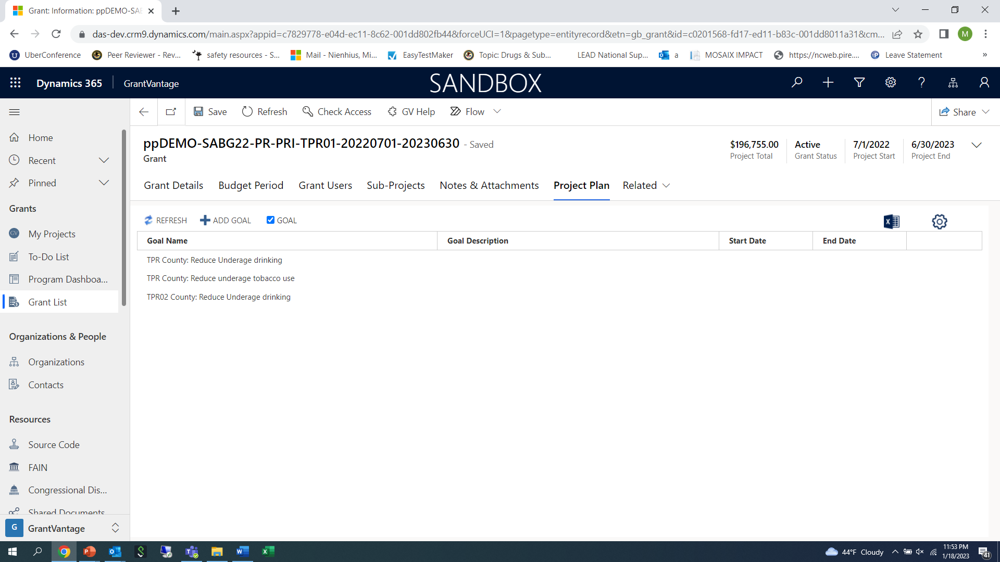 Grant: Information: ppDEMO-SAB
das-dev.crm9.dynamics.com/main.aspx?appid=c7829778-e04d-ec11-8c62-001dd802fb44&forceUCI=1&pagetype=entityrecord&etn=gb_grant&id=c0201568-fd17-ed11-b83c-001dd8011a31&cm... M
UberConference Peer Reviewer - Rev... safety resources - S... Mail - Nienhius, Mi... EasyTestMaker Topic: Drugs & Sub... LEAD National Sup... a MOSAIX IMPACT https://ncweb.pire.... Leave Statement »
Dynamics 365 GrantVantage SANDBOX
Save Refresh Check Access GV Help Flow Share
ppDEMO-SABG22-PR-PRI-TPR01-20220701-20230630 - Saved
Grant
$196,755.00 Active 7/1/2022 6/30/2023
Project Total Grant Status Project Start Project End
Grant Details Budget Period Grant Users Sub-Projects Notes & Attachments Project Plan Related
REFRESH ADD GOAL GOAL
Goal Name Goal Description Start Date End Date
TPR County: Reduce Underage drinking
TPR County: Reduce underage tobacco use
TPR02 County: Reduce Underage drinking
Home
Recent
Pinned
Grants
GV My Projects
To-Do List
Program Dashboa...
Grant List
Organizations & People
Organizations
Contacts
Resources
Source Code
FAIN
Congressional Dis...
Shared Documents
G GrantVantage
44°F Cloudy
11:53 PM
1/18/2023
41